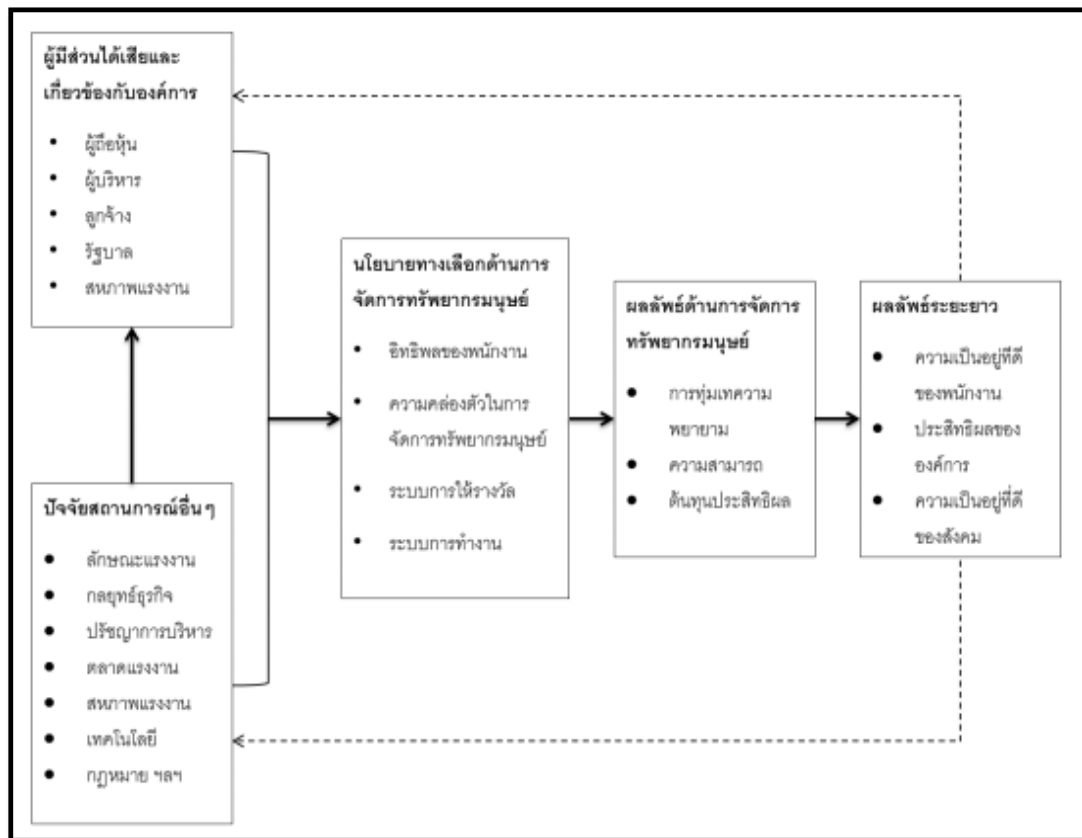 ผู้มีส่วนได้เสียและ
เกี่ยวข้องกับองค์การ
• ผู้ถือหุ้น
• ผู้บริหาร
• ลูกจ้าง
• รัฐบาล
• สหภาพแรงงาน
ปัจจัยสถานการณ์อื่นๆ
● ลักษณะแรงงาน
● กลยุทธ์ธุรกิจ
● ปรัชญาการบริหาร
● ตลาดแรงงาน
● สหภาพแรงงาน
● เทคโนโลยี
● กฎหมาย ฯลฯ
นโยบายทางเลือกด้านการ
จัดการทรัพยากรมนุษย์
• อิทธิพลของพนักงาน
• ความคล่องตัวในการ
จัดการทรัพยากรมนุษย์
• ระบบการให้รางวัล
• ระบบการทำงาน
ผลลัพธ์ด้านการจัดการ
ทรัพยากรมนุษย์
● การทุ่มเทความ
พยายาม
● ความสามารถ
● ต้นทุนประสิทธิผล
ผลลัพธ์ระยะยาว
● ความเป็นอยู่ที่ดี
ของพนักงาน
● ประสิทธิผลของ
องค์การ
● ความเป็นอยู่ที่ดี
ของสังคม